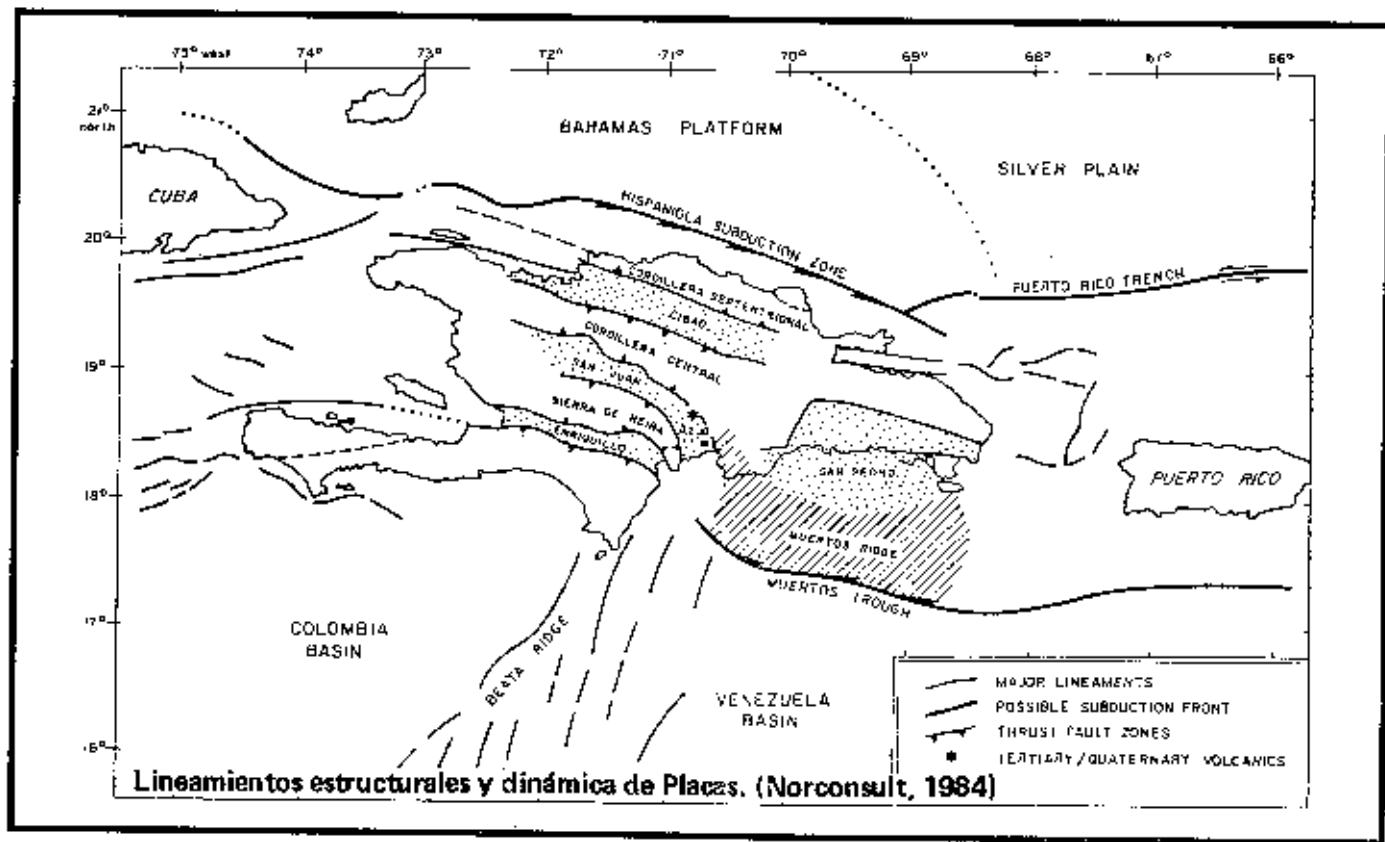 75° west 74° 73° 72° 71° 70° 69° 68° 67° 66°
21°
north
BAHAMAS PLATFORM
SILVER PLAIN
CUBA
20°
HISPANIOLA SUBDUCTION ZONE
PUERTO RICO TRENCH
CORDILLERA SEPTENTRIONAL
CIBAO
CORDILLERA CENTRAL
19°
SAN JUAN
SIERRA DE NEIBA
ENRIQUILLO
SAN PEDRO
PUERTO RICO
18°
MUERTOS RIDGE
MUERTOS TROUGH
17°
COLOMBIA
BASIN
BEATA RIDGE
VENEZUELA
BASIN
16°
MAJOR LINEAMENTS
POSSIBLE SUBDUCTION FRONT
THRUST FAULT ZONES
TERTIARY/QUATERNARY VOLCANICS
Lineamientos estructurales y dinámica de Placas. (Norconsult, 1984)